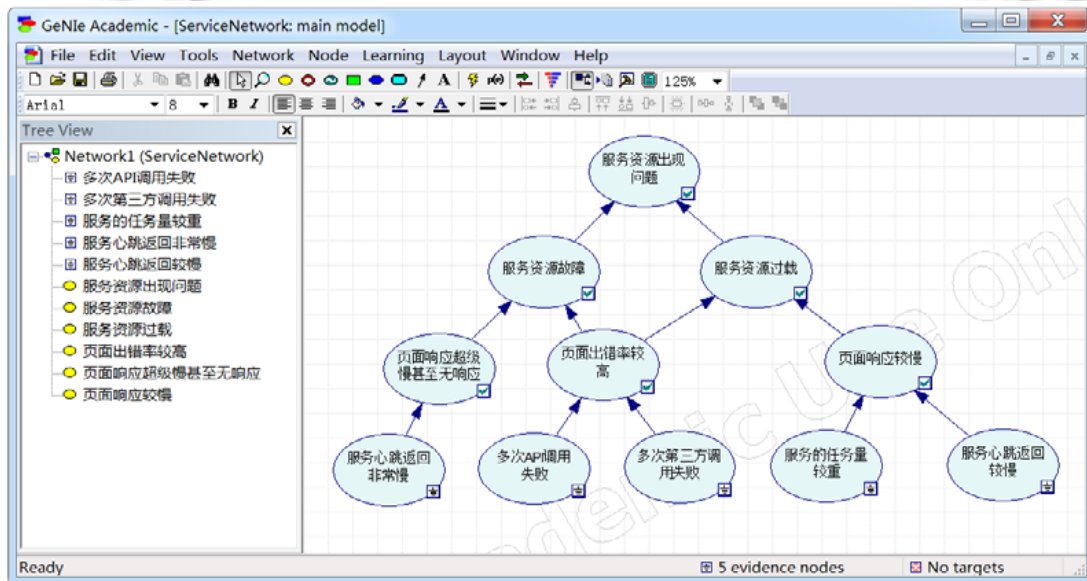 GeNIe Academic - [ServiceNetwork: main model]
File Edit View Tools Network Node Learning Layout Window Help
125%
Arial 8 B I A
Tree View
Network1 (ServiceNetwork)
多次API调用失败
多次第三方调用失败
服务的任务量较重
服务心跳返回非常慢
服务心跳返回较慢
服务资源出现问题
服务资源故障
服务资源过载
页面出错率较高
页面响应超级慢甚至无响应
页面响应较慢
服务资源出现
问题
服务资源故障
服务资源过载
页面响应超级
慢甚至无响应
页面出错率较
高
页面响应较慢
服务心跳返回
非常慢
多次API调用
失败
多次第三方调
用失败
服务的任务量
较重
服务心跳返回
较慢
demic Use Onl
Ready 5 evidence nodes No targets